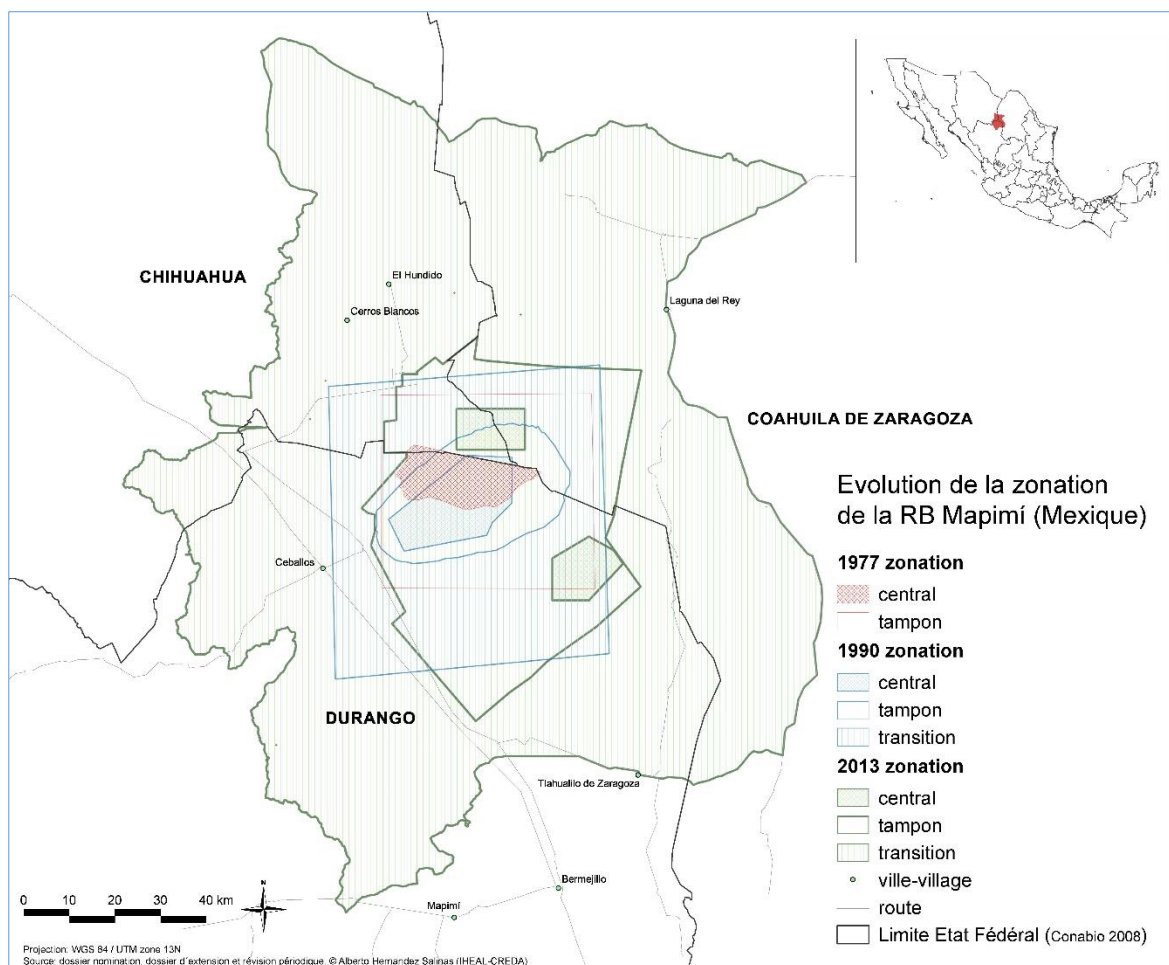 CHIHUAHUA
El Hundido
Cerros Blancos
Laguna del Rey
COAHUILA DE ZARAGOZA
Ceballos
DURANGO
Tlahualilo de Zaragoza
Bermejillo
Mapimí
Evolution de la zonation
de la RB Mapimí (Mexique)
1977 zonation
central
tampon
1990 zonation
central
tampon
transition
2013 zonation
central
tampon
transition
ville-village
route
Limite Etat Fédéral (Conabio 2008)
0 10 20 30 40 km
N
Projection: WGS 84 / UTM zone 13N
Source: dossier nomination, dossier d´extension et révision périodique. © Alberto Hernandez Salinas (IHEAL-CREDA)